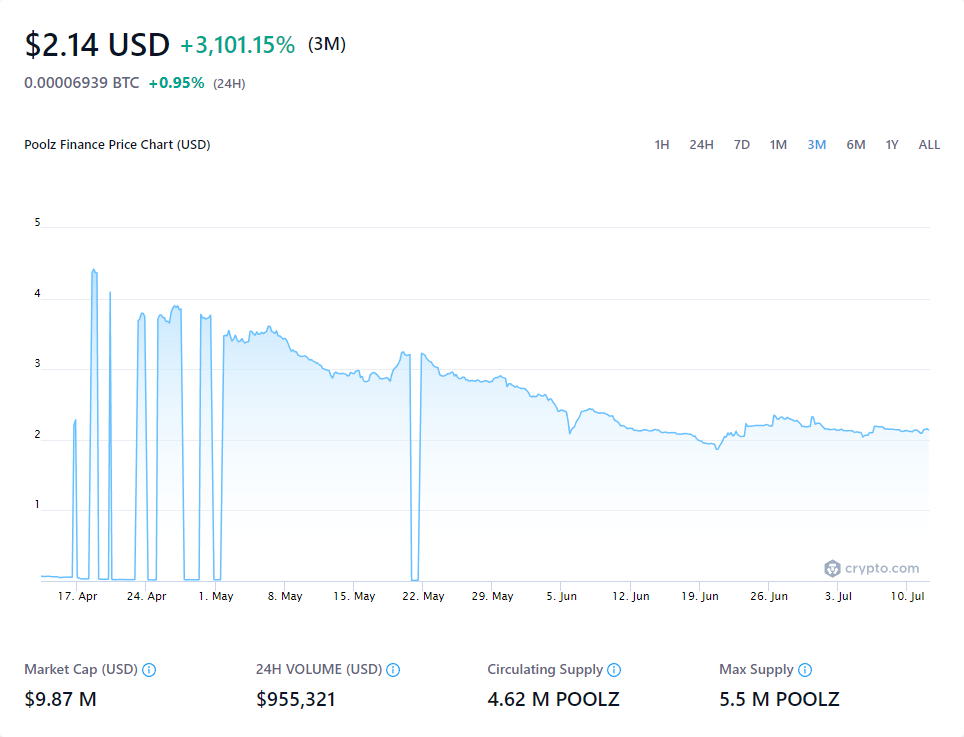 $2.14 USD +3,101.15% (3M)
0.00006939 BTC +0.95% (24H)
Poolz Finance Price Chart (USD) 1H 24H 7D 1M 3M 6M 1Y ALL
5
4
3
2
1
crypto.com
17. Apr 24. Apr 1. May 8. May 15. May 22. May 29. May 5. Jun 12. Jun 19. Jun 26. Jun 3. Jul 10. Jul
Market Cap (USD) 24H VOLUME (USD) Circulating Supply Max Supply
$9.87 M $955,321 4.62 M POOLZ 5.5 M POOLZ